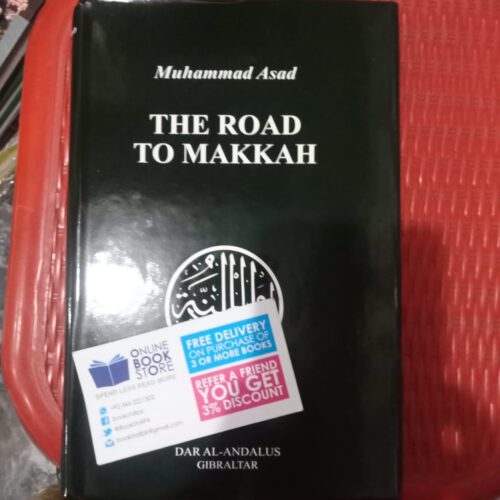 Muhammad Asad
THE ROAD
TO MAKKAH
ONLINE
BOOK
STORE
SPEND LESS READ MORE
FREE DELIVERY
ON PURCHASE OF
3 OR MORE BOOKS
REFER A FRIEND
YOU GET
3% DISCOUNT
DAR AL-ANDALUS
GIBRALTAR